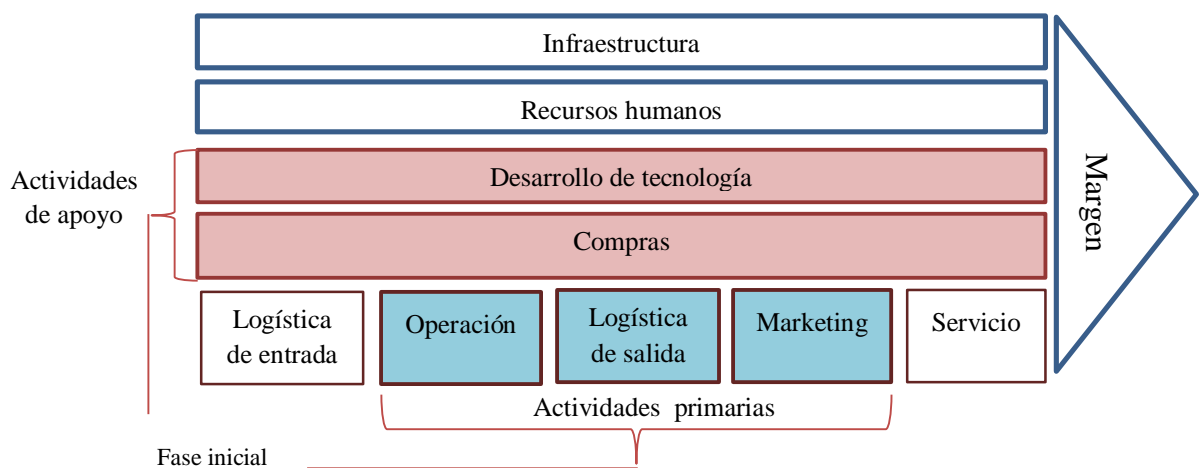 Infraestructura
Recursos humanos
Actividades
de apoyo
Desarrollo de tecnología
Compras
Margen
Logística
de entrada
Operación
Logística
de salida
Marketing
Servicio
Actividades primarias
Fase inicial